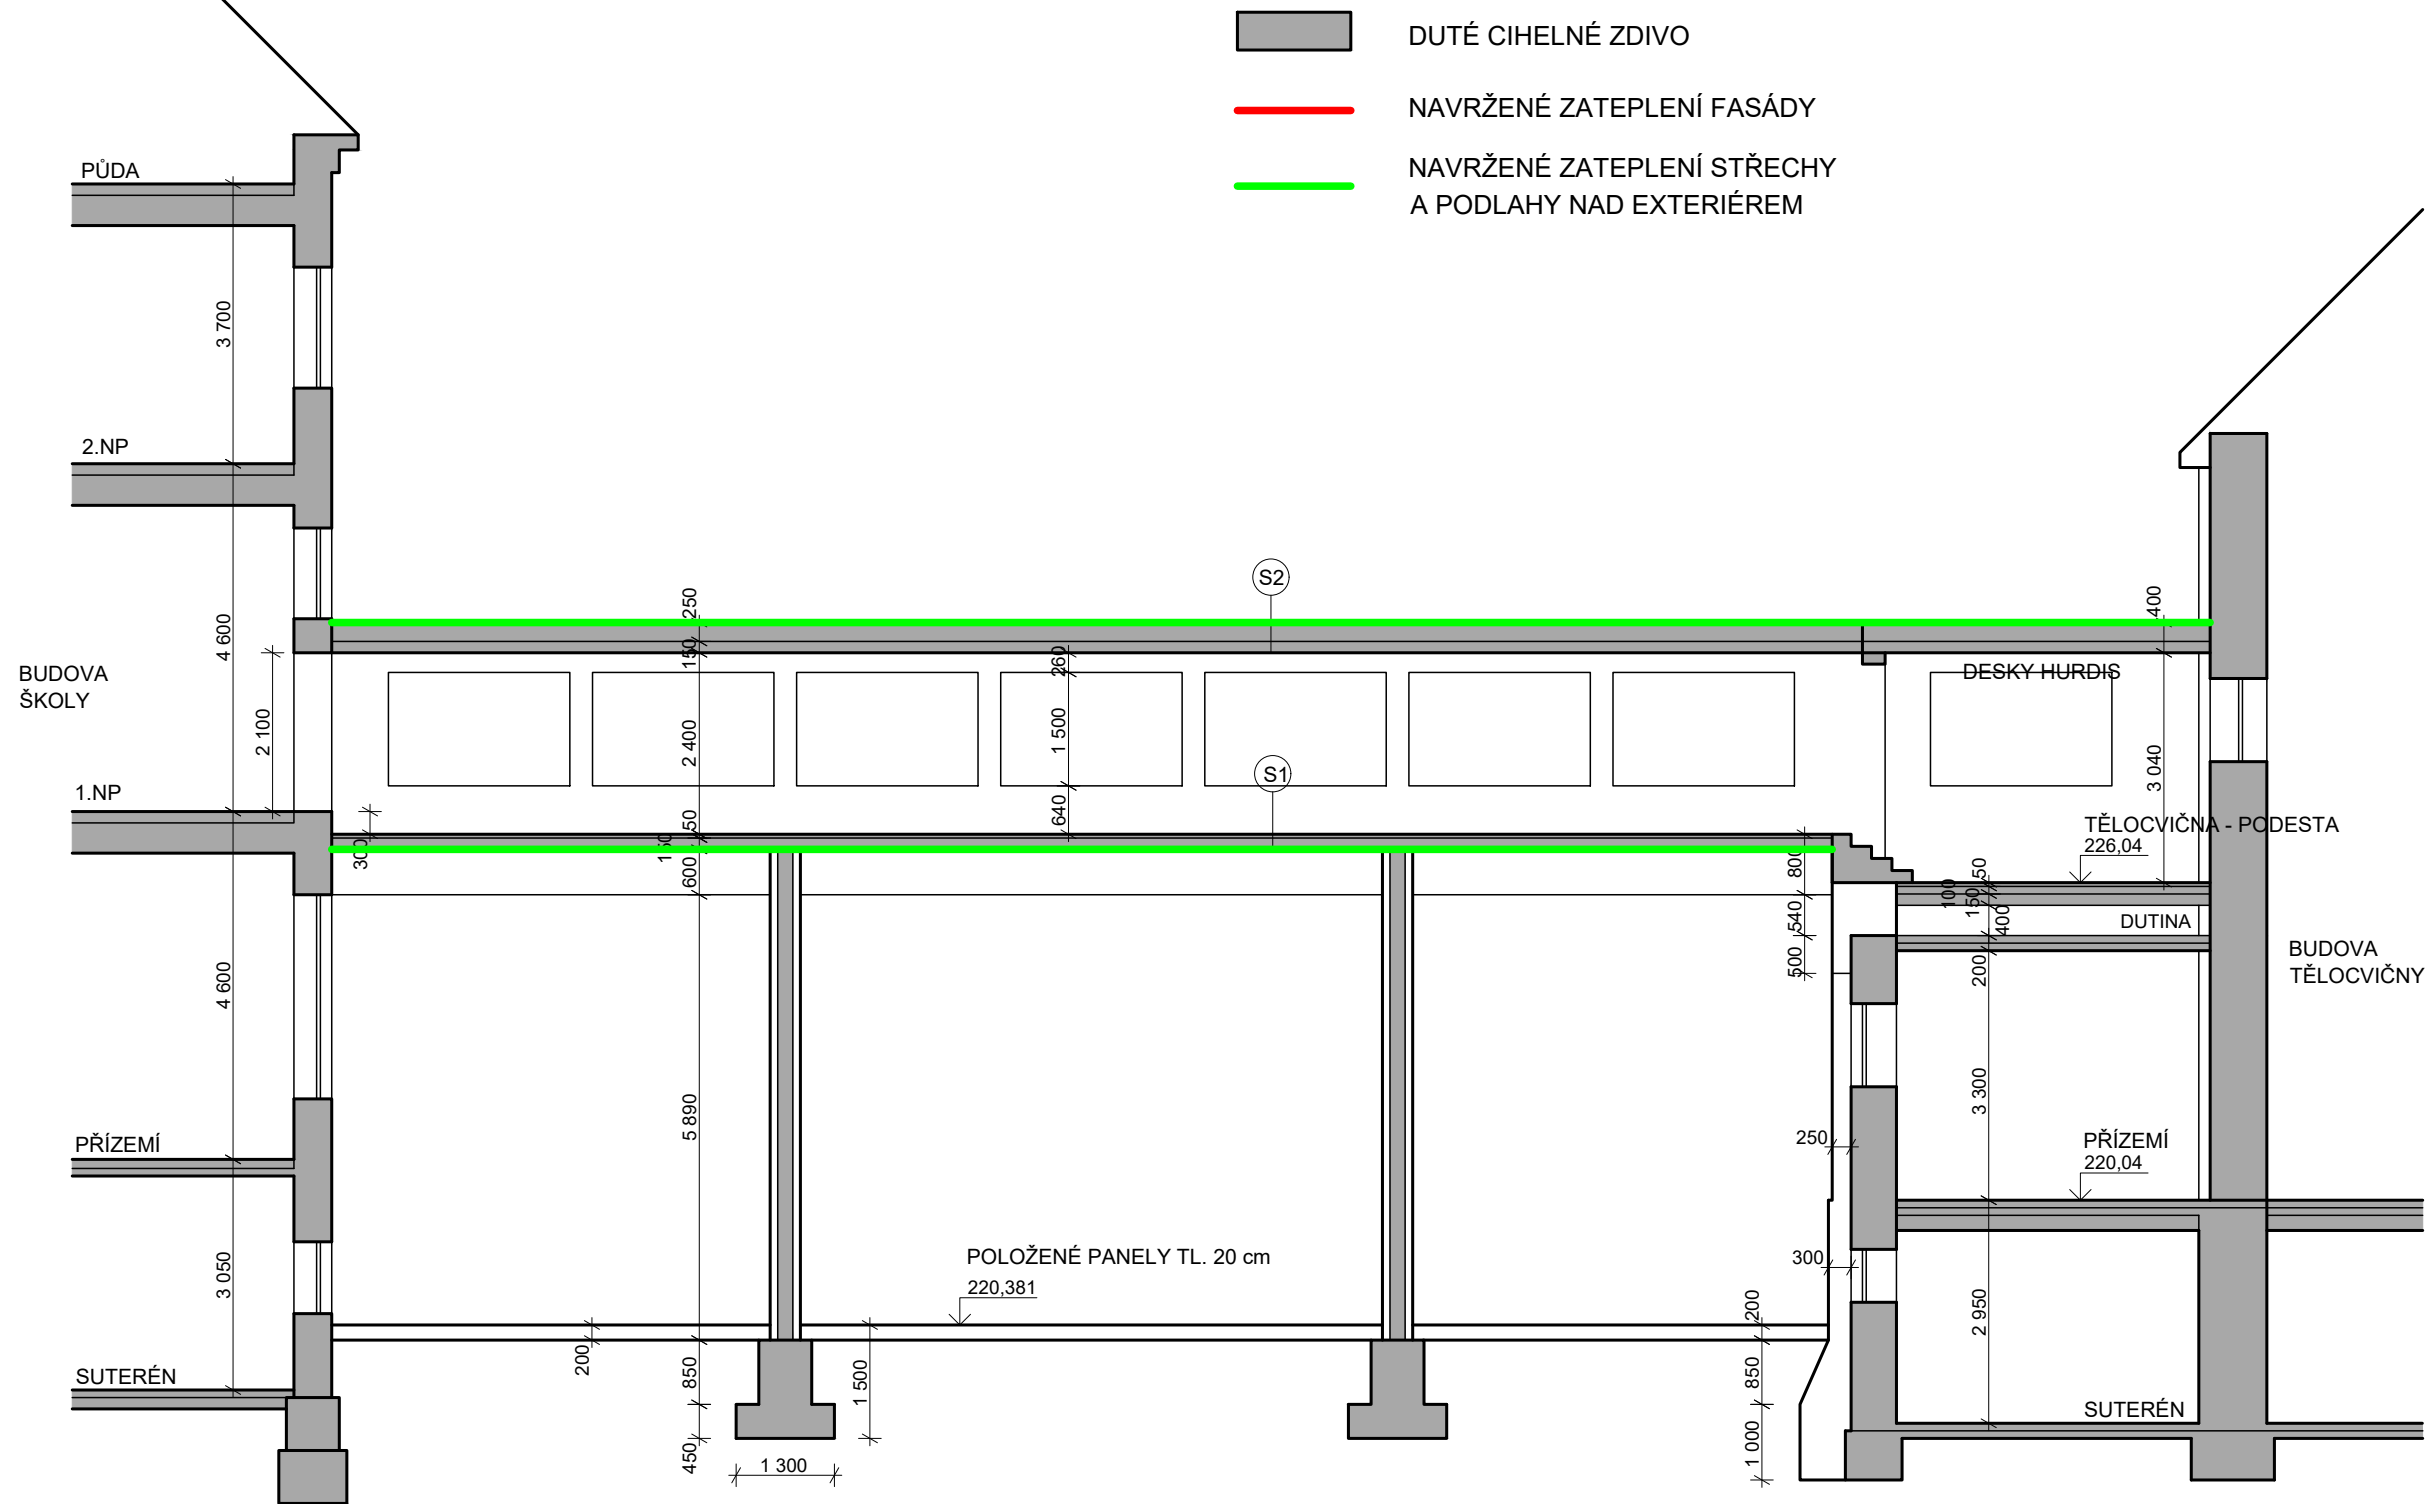 DUTÉ CIHELNÉ ZDIVO
NAVRŽENÉ ZATEPLENÍ FASÁDY
NAVRŽENÉ ZATEPLENÍ STŘECHY
A PODLAHY NAD EXTERIÉREM
PŮDA
3 700
2.NP
4 600
BUDOVA
ŠKOLY
2 100
1.NP
300
4 600
PŘÍZEMÍ
3 050
SUTERÉN
250
150
2 400
50
150
600
5 890
200
850
450
1 300
1 500
S2
260
1 500
640
S1
POLOŽENÉ PANELY TL. 20 cm
220,381
400
DESKY HURDIS
3 040
TĚLOCVIČNA - PODESTA
226,04
800
540
500
50
100
150
400
DUTINA
200
BUDOVA
TĚLOCVIČNY
3 300
250
PŘÍZEMÍ
220,04
300
200
2 950
850
1 000
SUTERÉN